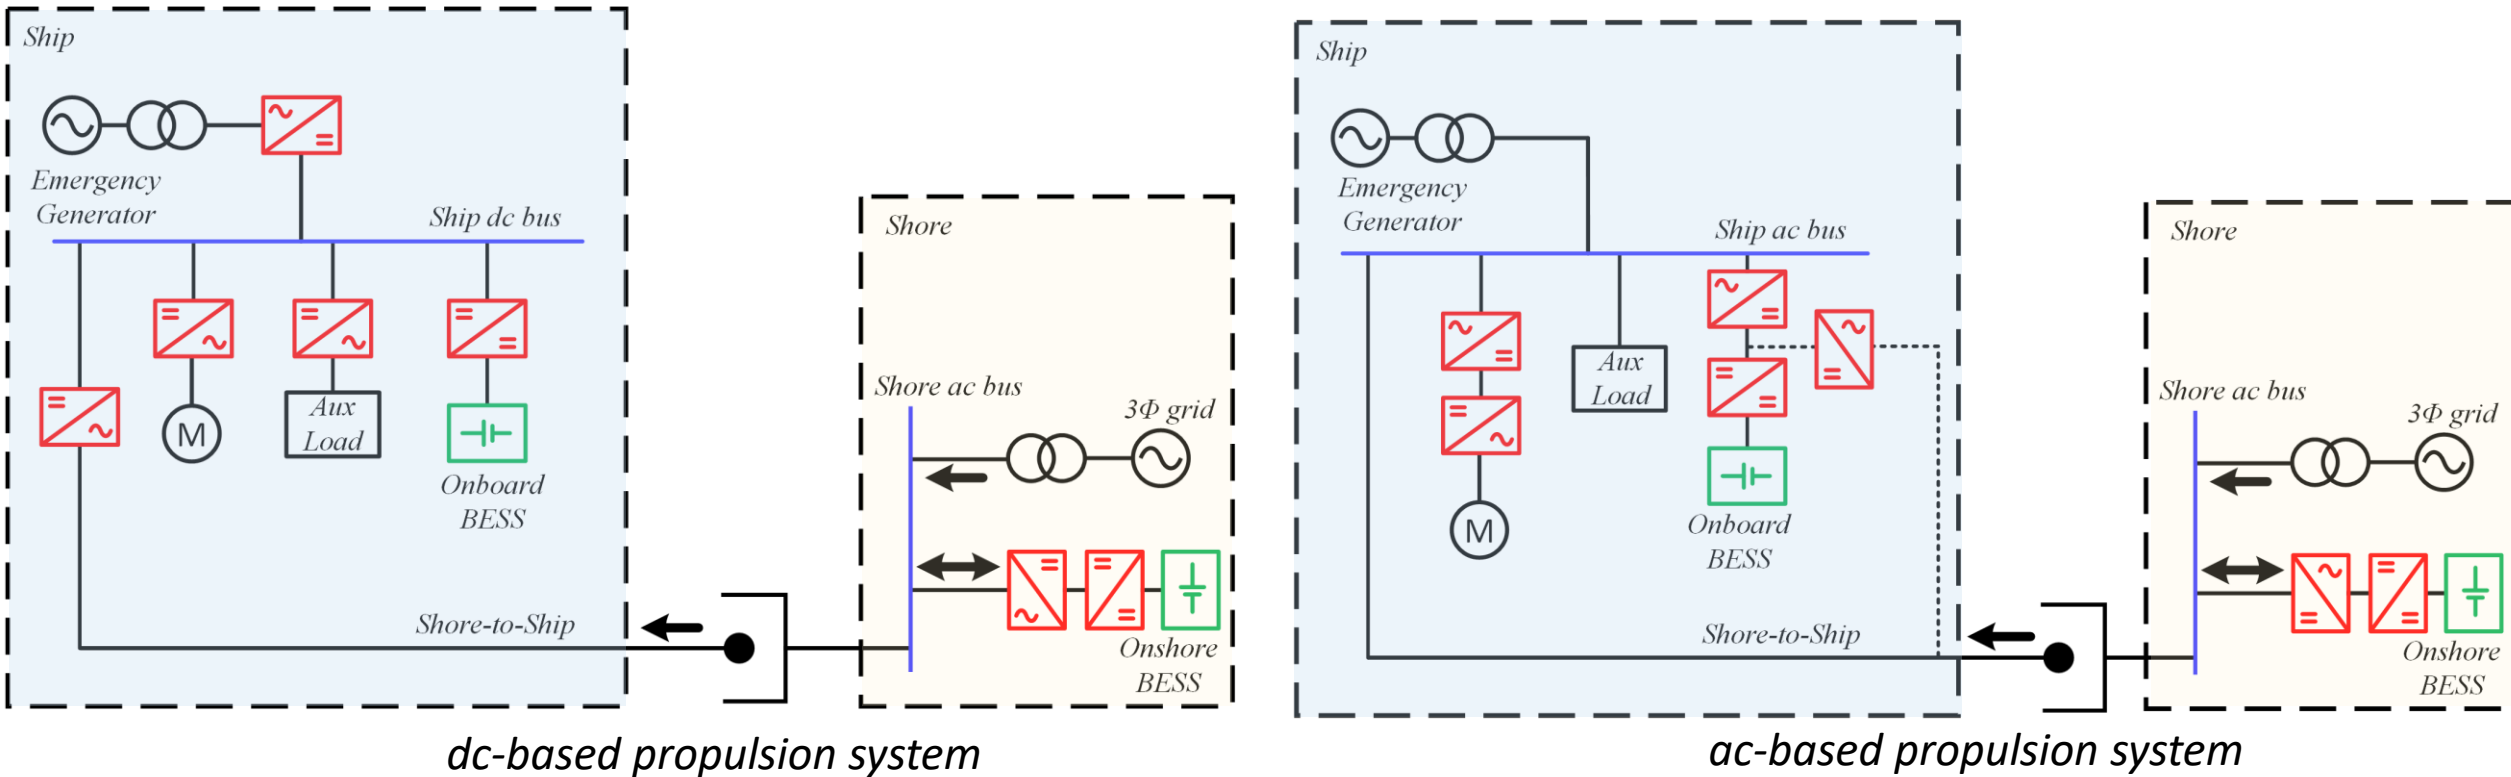 Ship
Emergency
Generator
Ship dc bus
M
Aux
Load
Onboard
BESS
Shore-to-Ship
Shore
Shore ac bus
3Φ grid
Onshore
BESS
dc-based propulsion system
Ship
Emergency
Generator
Ship ac bus
M
Aux
Load
Onboard
BESS
Shore-to-Ship
Shore
Shore ac bus
3Φ grid
Onshore
BESS
ac-based propulsion system